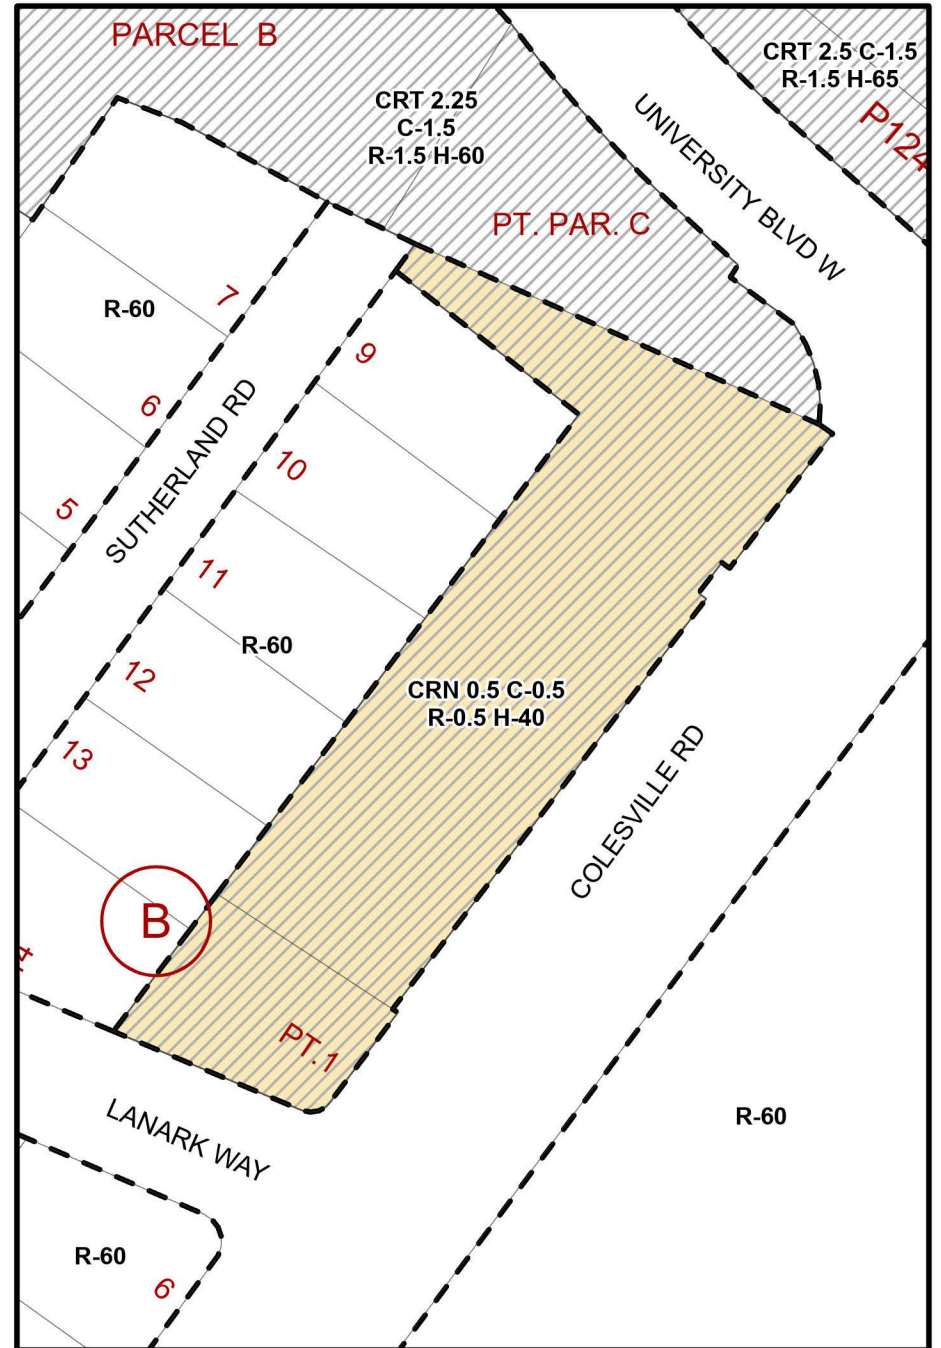 PARCEL B
CRT 2.5 C-1.5
R-1.5 H-65
CRT 2.25
C-1.5
R-1.5 H-60
P124
UNIVERSITY BLVD W
PT. PAR. C
R-60
7
9
6
SUTHERLAND RD
10
5
11
R-60
12
CRN 0.5 C-0.5
R-0.5 H-40
13
COLESVILLE RD
B
PT.1
LANARK WAY
R-60
R-60
6